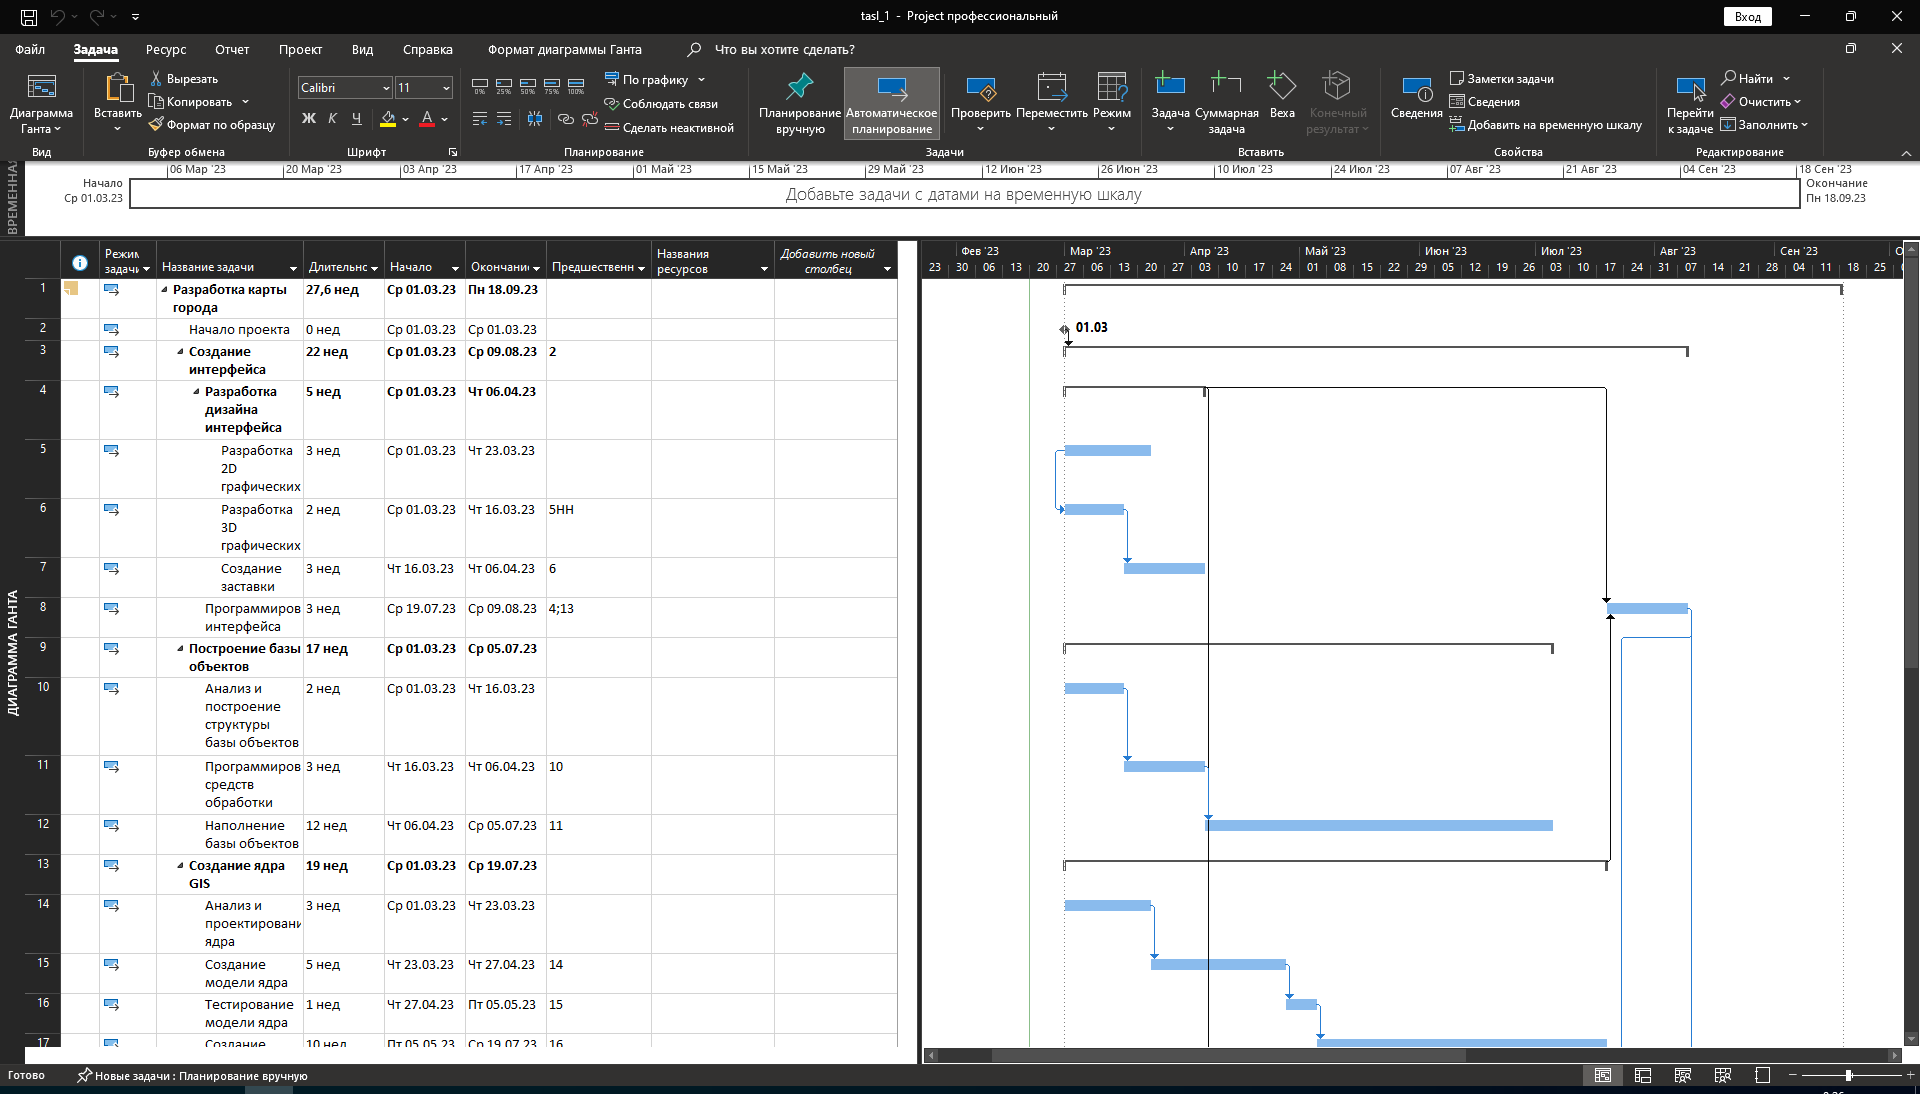 tasl_1 - Project профессиональный
Вход
Файл Задача Ресурс Отчет Проект Вид Справка Формат диаграммы Ганта Что вы хотите сделать?
Диаграмма Ганта
Вид
Вставить
Вырезать
Копировать
Формат по образцу
Буфер обмена
Calibri 11
Ж К Ч А
Шрифт
0% 25% 50% 75% 100%
По графику
Соблюдать связи
Сделать неактивной
Планирование
Планирование вручную
Автоматическое планирование
Проверить
Переместить
Режим
Задачи
Задача
Суммарная задача
Веха
Конечный результат
Вставить
Сведения
Заметки задачи
Сведения
Добавить на временную шкалу
Свойства
Перейти к задаче
Найти
Очистить
Заполнить
Редактирование
ВРЕМЕННАЯ
06 Мар '23 20 Мар '23 03 Апр '23 17 Апр '23 01 Май '23 15 Май '23 29 Май '23 12 Июн '23 26 Июн '23 10 Июл '23 24 Июл '23 07 Авг '23 21 Авг '23 04 Сен '23 18 Сен '23
Начало
Ср 01.03.23
Добавьте задачи с датами на временную шкалу
Окончание
Пн 18.09.23
ДИАГРАММА ГАНТА
Режим задачи Название задачи Длительнс Начало Окончание Предшественн Названия ресурсов Добавить новый столбец
Фев '23 Мар '23 Апр '23 Май '23 Июн '23 Июл '23 Авг '23 Сен '23 О
23 30 06 13 20 27 06 13 20 27 03 10 17 24 01 08 15 22 29 05 12 19 26 03 10 17 24 31 07 14 21 28 04 11 18 25
1 Разработка карты города 27,6 нед Ср 01.03.23 Пн 18.09.23
2 Начало проекта 0 нед Ср 01.03.23 Ср 01.03.23
01.03
3 Создание интерфейса 22 нед Ср 01.03.23 Ср 09.08.23 2
4 Разработка дизайна интерфейса 5 нед Ср 01.03.23 Чт 06.04.23
5 Разработка 2D графических 3 нед Ср 01.03.23 Чт 23.03.23
6 Разработка 3D графических 2 нед Ср 01.03.23 Чт 16.03.23 5НН
7 Создание заставки 3 нед Чт 16.03.23 Чт 06.04.23 6
8 Программиров интерфейса 3 нед Ср 19.07.23 Ср 09.08.23 4;13
9 Построение базы объектов 17 нед Ср 01.03.23 Ср 05.07.23
10 Анализ и построение структуры базы объектов 2 нед Ср 01.03.23 Чт 16.03.23
11 Программиров средств обработки 3 нед Чт 16.03.23 Чт 06.04.23 10
12 Наполнение базы объектов 12 нед Чт 06.04.23 Ср 05.07.23 11
13 Создание ядра GIS 19 нед Ср 01.03.23 Ср 19.07.23
14 Анализ и проектировани ядра 3 нед Ср 01.03.23 Чт 23.03.23
15 Создание модели ядра 5 нед Чт 23.03.23 Чт 27.04.23 14
16 Тестирование модели ядра 1 нед Чт 27.04.23 Пт 05.05.23 15
17 Создание 10 нед Пт 05.05.23 Ср 19.07.23 16
Готово Новые задачи : Планирование вручную